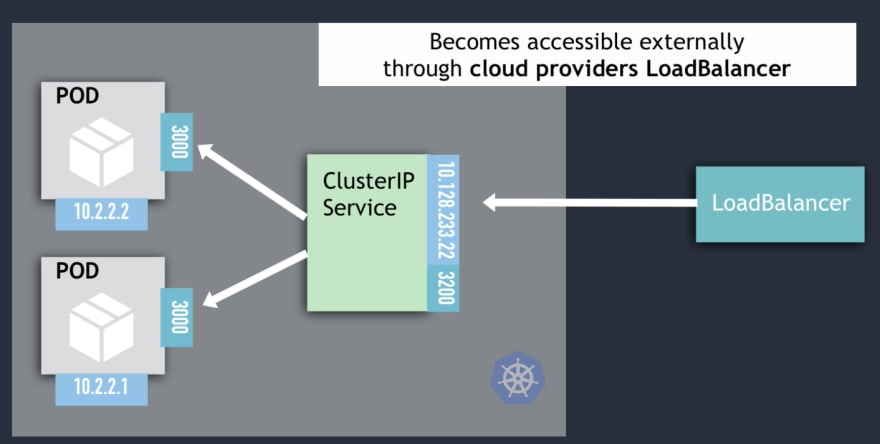 Becomes accessible externally
through cloud providers LoadBalancer
POD
3000
10.2.2.2
POD
3000
10.2.2.1
ClusterIP
Service
10.128.233.22
3200
LoadBalancer